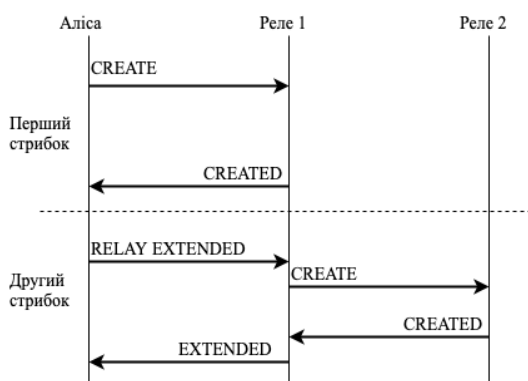 Аліса Реле 1 Реле 2
CREATE
Перший
стрибок
CREATED
RELAY EXTENDED
CREATE
Другий
стрибок
CREATED
EXTENDED